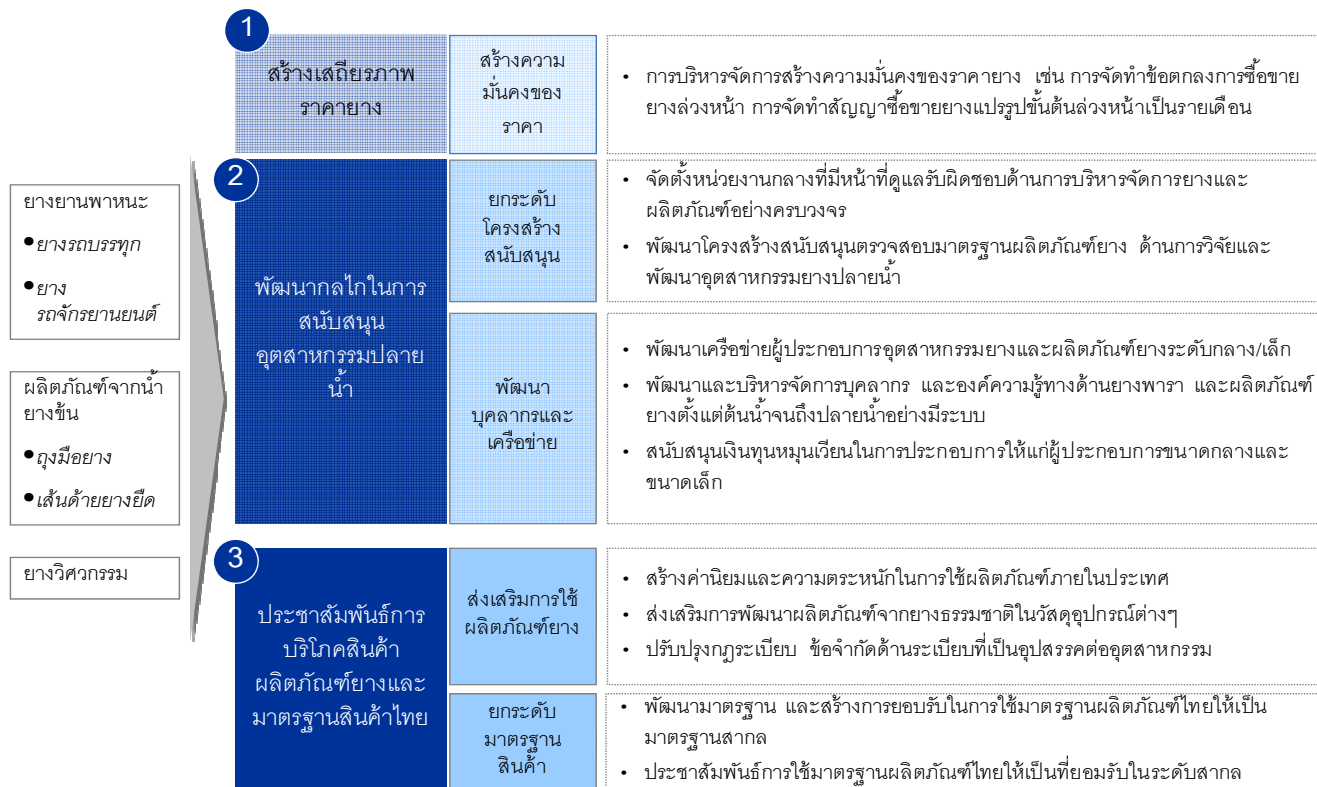 ยางยานพาหนะ
•ยางรถบรรทุก
•ยาง
รถจักรยานยนต์
ผลิตภัณฑ์จากน้ำ
ยางข้น
•ถุงมือยาง
•เส้นด้ายยางยืด
ยางวิศวกรรม
1
สร้างเสถียรภาพ
ราคายาง
สร้างความ
มั่นคงของ
ราคา
• การบริหารจัดการสร้างความมั่นคงของราคายาง เช่น การจัดทำข้อตกลงการซื้อขาย
ยางล่วงหน้า การจัดทำสัญญาซื้อขายยางแปรรูปขั้นต้นล่วงหน้าเป็นรายเดือน
2
พัฒนากลไกในการ
สนับสนุน
อุตสาหกรรมปลาย
น้ำ
ยกระดับ
โครงสร้าง
สนับสนุน
• จัดตั้งหน่วยงานกลางที่มีหน้าที่ดูแลรับผิดชอบด้านการบริหารจัดการยางและ
ผลิตภัณฑ์อย่างครบวงจร
• พัฒนาโครงสร้างสนับสนุนตรวจสอบมาตรฐานผลิตภัณฑ์ยาง ด้านการวิจัยและ
พัฒนาอุตสาหกรรมยางปลายน้ำ
พัฒนา
บุคลากรและ
เครือข่าย
• พัฒนาเครือข่ายผู้ประกอบการอุตสาหกรรมยางและผลิตภัณฑ์ยางระดับกลาง/เล็ก
• พัฒนาและบริหารจัดการบุคลากร และองค์ความรู้ทางด้านยางพารา และผลิตภัณฑ์
ยางตั้งแต่ต้นน้ำจนถึงปลายน้ำอย่างมีระบบ
• สนับสนุนเงินทุนหมุนเวียนในการประกอบการให้แก่ผู้ประกอบการขนาดกลางและ
ขนาดเล็ก
3
ประชาสัมพันธ์การ
บริโภคสินค้า
ผลิตภัณฑ์ยางและ
มาตรฐานสินค้าไทย
ส่งเสริมการใช้
ผลิตภัณฑ์ยาง
• สร้างค่านิยมและความตระหนักในการใช้ผลิตภัณฑ์ภายในประเทศ
• ส่งเสริมการพัฒนาผลิตภัณฑ์จากยางธรรมชาติในวัสดุอุปกรณ์ต่างๆ
• ปรับปรุงกฎระเบียบ ข้อจำกัดด้านระเบียบที่เป็นอุปสรรคต่ออุตสาหกรรม
ยกระดับ
มาตรฐาน
สินค้า
• พัฒนามาตรฐาน และสร้างการยอบรับในการใช้มาตรฐานผลิตภัณฑ์ไทยให้เป็น
มาตรฐานสากล
• ประชาสัมพันธ์การใช้มาตรฐานผลิตภัณฑ์ไทยให้เป็นที่ยอมรับในระดับสากล